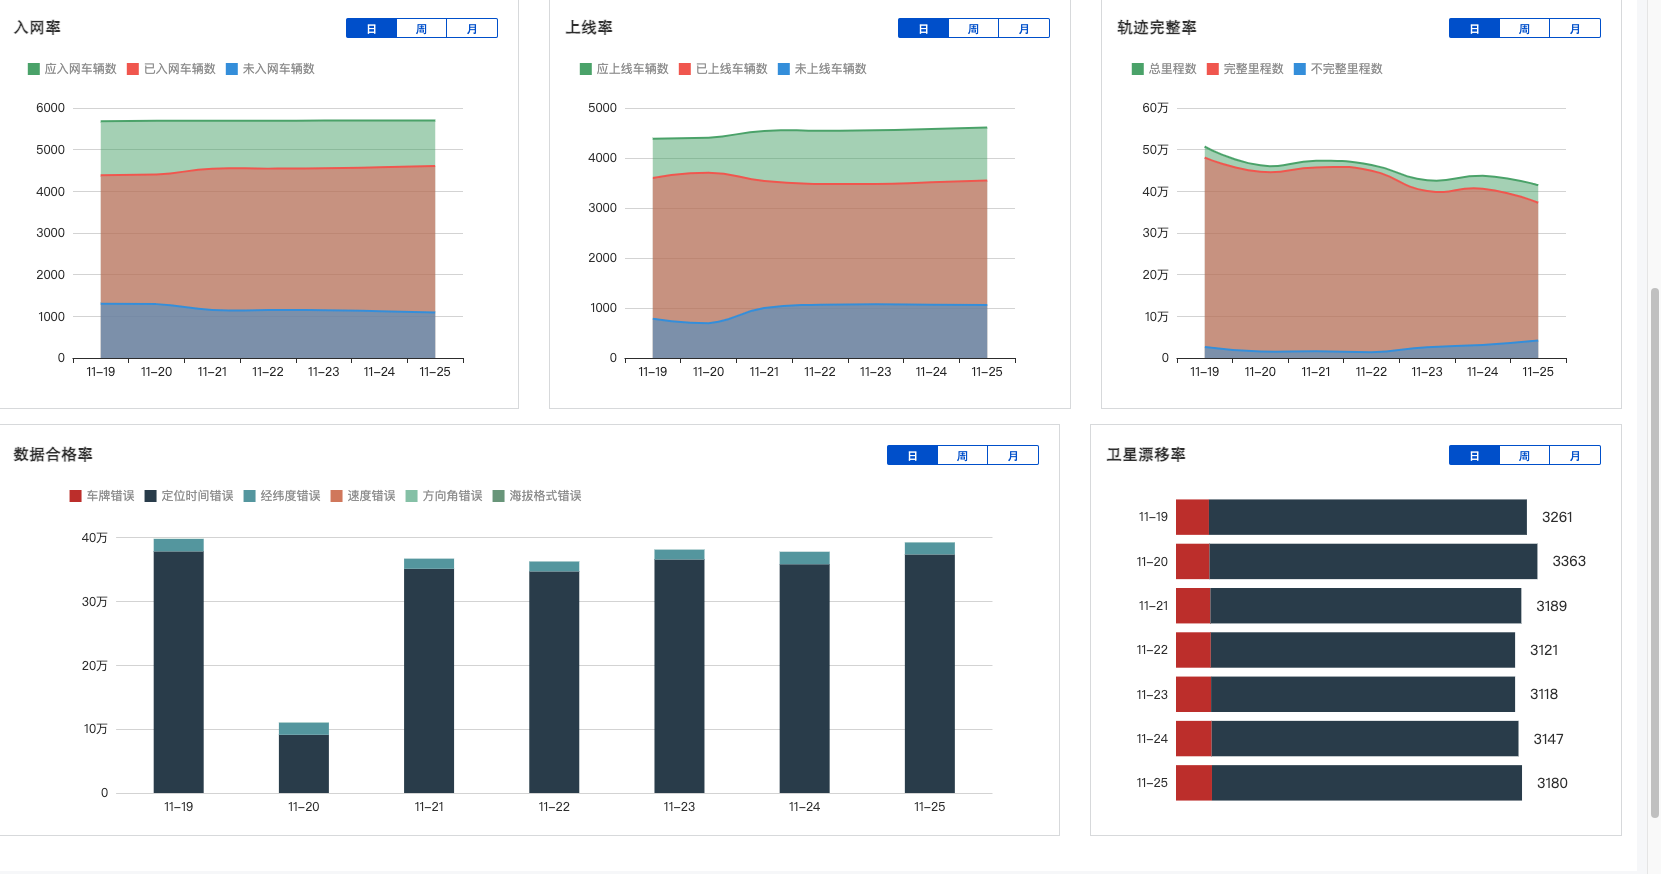 入网率
日 周 月
应入网车辆数 已入网车辆数 未入网车辆数
6000
5000
4000
3000
2000
1000
0
11-19 11-20 11-21 11-22 11-23 11-24 11-25
上线率
日 周 月
应上线车辆数 已上线车辆数 未上线车辆数
5000
4000
3000
2000
1000
0
11-19 11-20 11-21 11-22 11-23 11-24 11-25
轨迹完整率
日 周 月
总里程数 完整里程数 不完整里程数
60万
50万
40万
30万
20万
10万
0
11-19 11-20 11-21 11-22 11-23 11-24 11-25
数据合格率
日 周 月
车牌错误 定位时间错误 经纬度错误 速度错误 方向角错误 海拔格式错误
40万
30万
20万
10万
0
11-19 11-20 11-21 11-22 11-23 11-24 11-25
卫星漂移率
日 周 月
11-19 3261
11-20 3363
11-21 3189
11-22 3121
11-23 3118
11-24 3147
11-25 3180